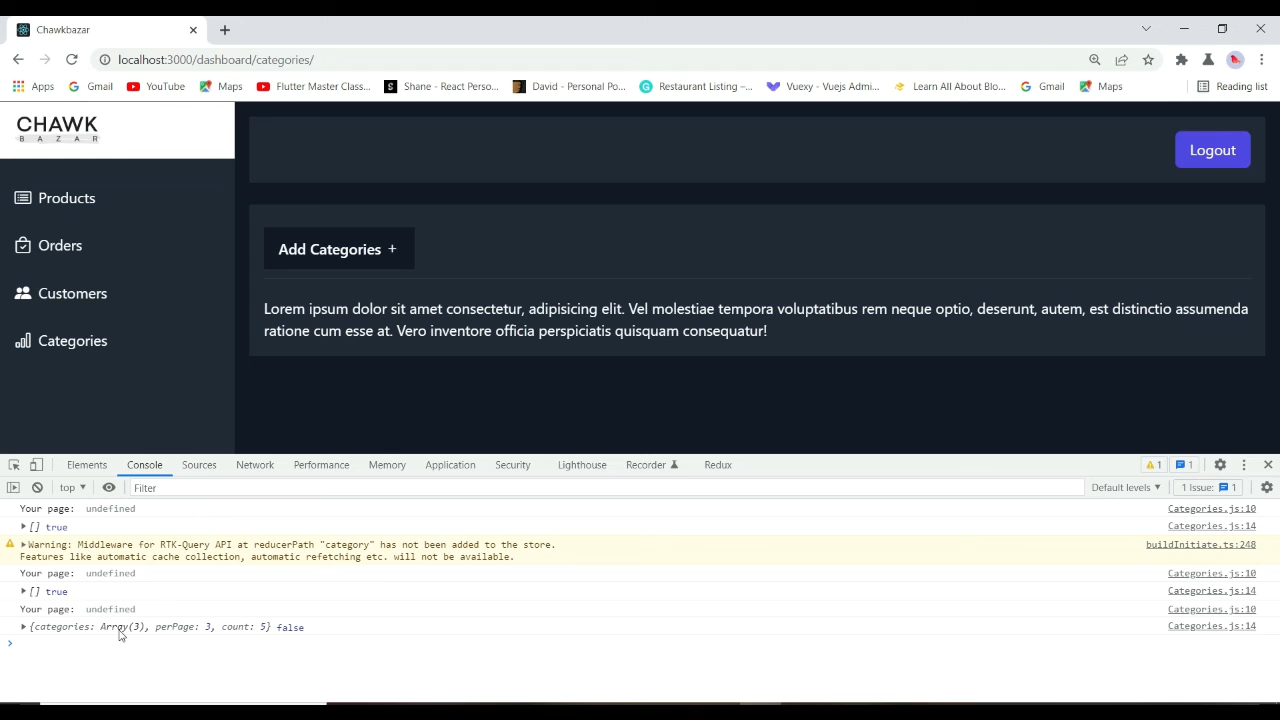 Chawkbazar
localhost:3000/dashboard/categories/
Apps Gmail YouTube Maps Flutter Master Class... Shane - React Perso... David - Personal Po... Restaurant Listing –... Vuexy - Vuejs Admi... Learn All About Blo... Gmail Maps Reading list
CHAWK
BAZAR
Logout
Products
Orders
Customers
Categories
Add Categories +
Lorem ipsum dolor sit amet consectetur, adipisicing elit. Vel molestiae tempora voluptatibus rem neque optio, deserunt, autem, est distinctio assumenda
ratione cum esse at. Vero inventore officia perspiciatis quisquam consequatur!
Elements Console Sources Network Performance Memory Application Security Lighthouse Recorder Redux 1 1
top Filter Default levels 1 Issue: 1
Your page: undefined Categories.js:10
[] true Categories.js:14
Warning: Middleware for RTK-Query API at reducerPath "category" has not been added to the store. buildInitiate.ts:248
Features like automatic cache collection, automatic refetching etc. will not be available.
Your page: undefined Categories.js:10
[] true Categories.js:14
Your page: undefined Categories.js:10
{categories: Array(3), perPage: 3, count: 5} false Categories.js:14